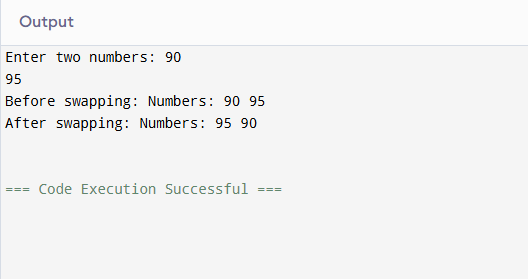 Output
Enter two numbers: 90
95
Before swapping: Numbers: 90 95
After swapping: Numbers: 95 90
=== Code Execution Successful ===